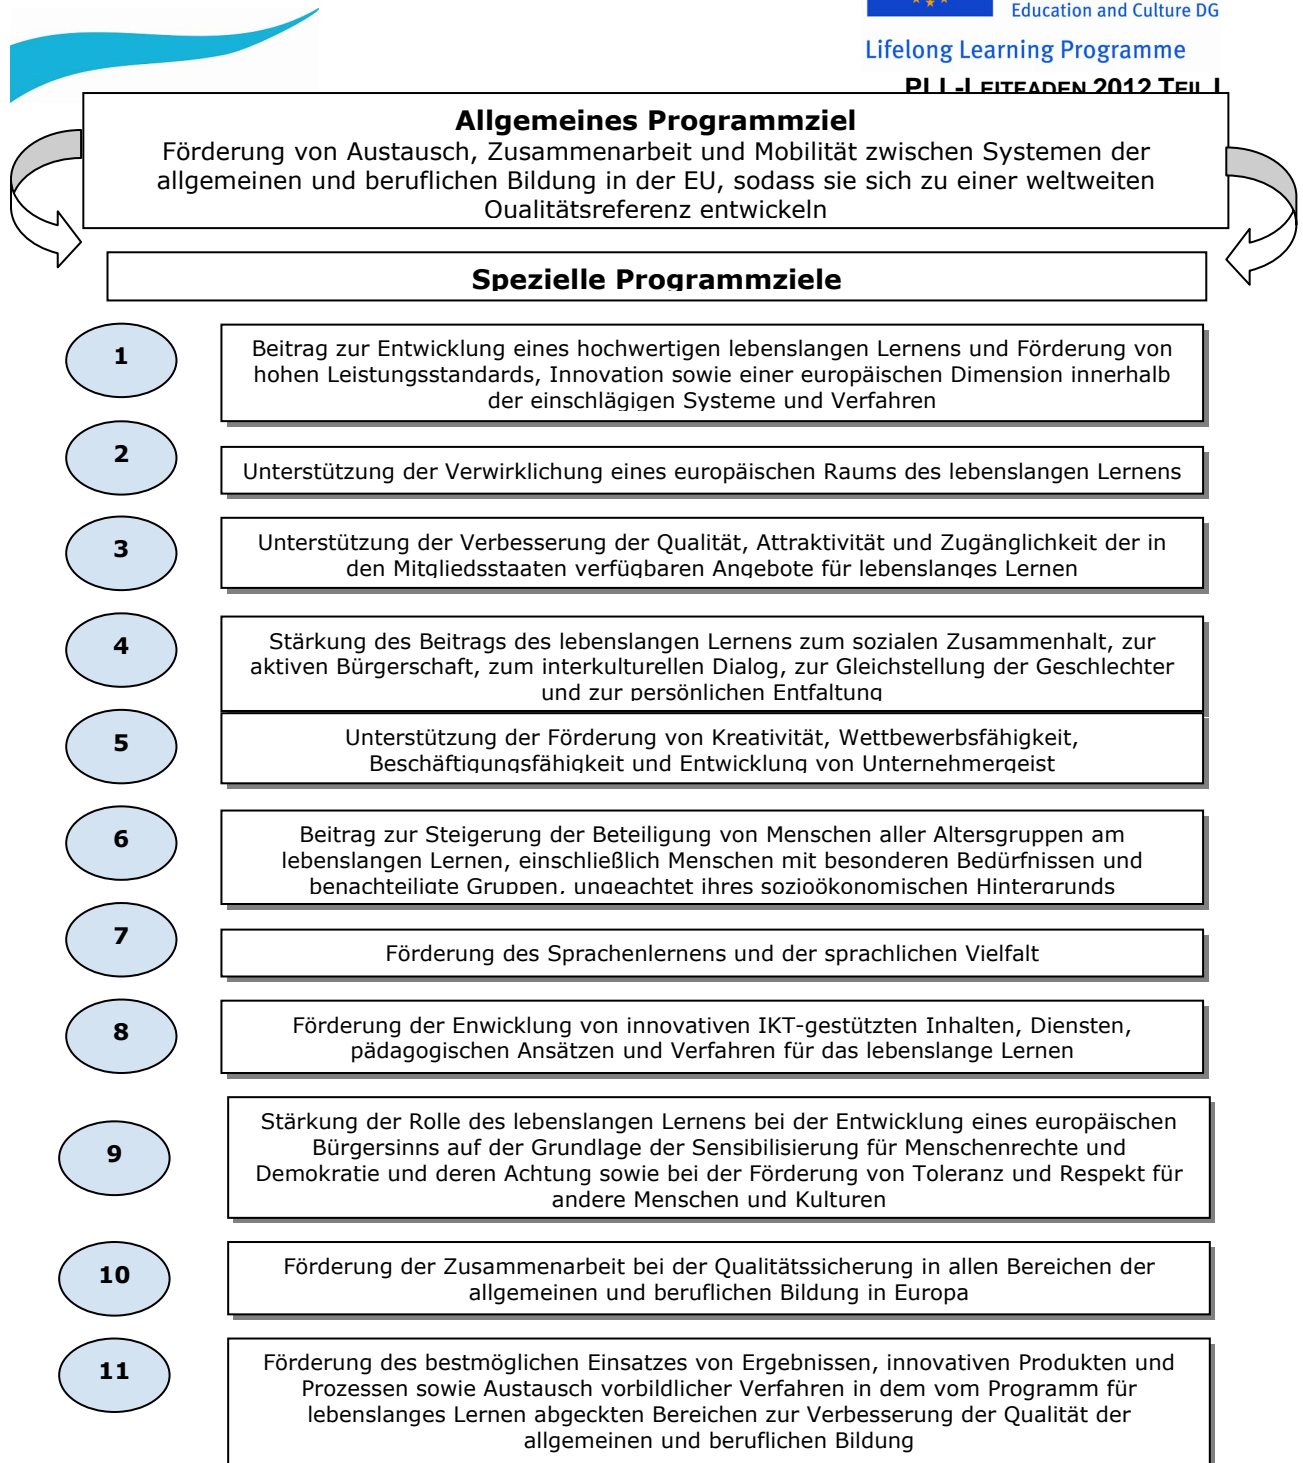 Education and Culture DG
Lifelong Learning Programme
PLL-LEITFADEN 2012 TEIL I
Allgemeines Programmziel
Förderung von Austausch, Zusammenarbeit und Mobilität zwischen Systemen der
allgemeinen und beruflichen Bildung in der EU, sodass sie sich zu einer weltweiten
Qualitätsreferenz entwickeln
Spezielle Programmziele
1
Beitrag zur Entwicklung eines hochwertigen lebenslangen Lernens und Förderung von
hohen Leistungsstandards, Innovation sowie einer europäischen Dimension innerhalb
der einschlägigen Systeme und Verfahren
2
Unterstützung der Verwirklichung eines europäischen Raums des lebenslangen Lernens
3
Unterstützung der Verbesserung der Qualität, Attraktivität und Zugänglichkeit der in
den Mitgliedsstaaten verfügbaren Angebote für lebenslanges Lernen
4
Stärkung des Beitrags des lebenslangen Lernens zum sozialen Zusammenhalt, zur
aktiven Bürgerschaft, zum interkulturellen Dialog, zur Gleichstellung der Geschlechter
und zur persönlichen Entfaltung
5
Unterstützung der Förderung von Kreativität, Wettbewerbsfähigkeit,
Beschäftigungsfähigkeit und Entwicklung von Unternehmergeist
6
Beitrag zur Steigerung der Beteiligung von Menschen aller Altersgruppen am
lebenslangen Lernen, einschließlich Menschen mit besonderen Bedürfnissen und
benachteiligte Gruppen, ungeachtet ihres sozioökonomischen Hintergrunds
7
Förderung des Sprachenlernens und der sprachlichen Vielfalt
8
Förderung der Enwicklung von innovativen IKT-gestützten Inhalten, Diensten,
pädagogischen Ansätzen und Verfahren für das lebenslange Lernen
9
Stärkung der Rolle des lebenslangen Lernens bei der Entwicklung eines europäischen
Bürgersinns auf der Grundlage der Sensibilisierung für Menschenrechte und
Demokratie und deren Achtung sowie bei der Förderung von Toleranz und Respekt für
andere Menschen und Kulturen
10
Förderung der Zusammenarbeit bei der Qualitätssicherung in allen Bereichen der
allgemeinen und beruflichen Bildung in Europa
11
Förderung des bestmöglichen Einsatzes von Ergebnissen, innovativen Produkten und
Prozessen sowie Austausch vorbildlicher Verfahren in dem vom Programm für
lebenslanges Lernen abgeckten Bereichen zur Verbesserung der Qualität der
allgemeinen und beruflichen Bildung